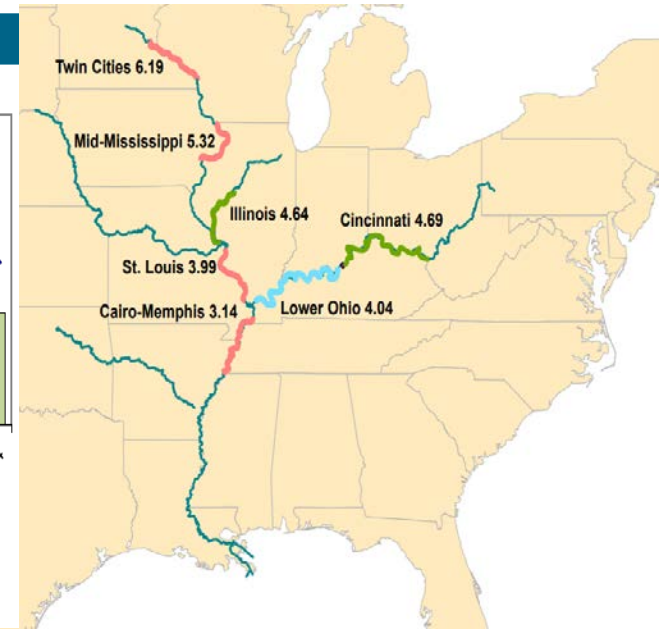 Twin Cities 6.19
Mid-Mississippi 5.32
Illinois 4.64
Cincinnati 4.69
St. Louis 3.99
Cairo-Memphis 3.14
Lower Ohio 4.04